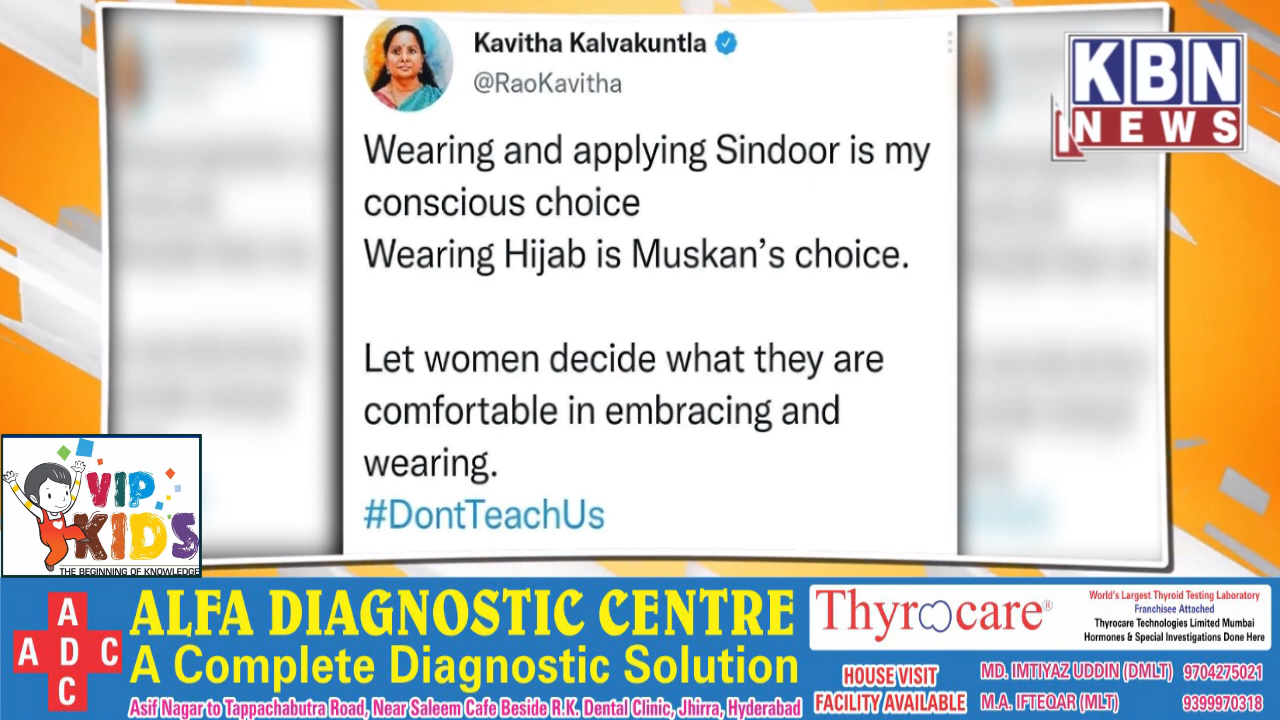 Kavitha Kalvakuntla
@RaoKavitha
Wearing and applying Sindoor is my
conscious choice
Wearing Hijab is Muskan's choice.
Let women decide what they are
comfortable in embracing and
wearing.
#DontTeachUs
KBN
NEWS
VIP
KIDS
THE BEGINNING OF KNOWLEDGE
A
A D C
C
ALFA DIAGNOSTIC CENTRE
A Complete Diagnostic Solution
Asif Nagar to Tappachabutra Road, Near Saleem Cafe Beside R.K. Dental Clinic, Jhirra, Hyderabad
Thyrocare®
World's Largest Thyroid Testing Laboratory
Franchisee Attached
Thyrocare Technologies Limited Mumbai
Hormones & Special Investigations Done Here
HOUSE VISIT
FACILITY AVAILABLE
MD. IMTIYAZ UDDIN (DMLT) 9704275021
M.A. IFTEQAR (MLT) 9399970318